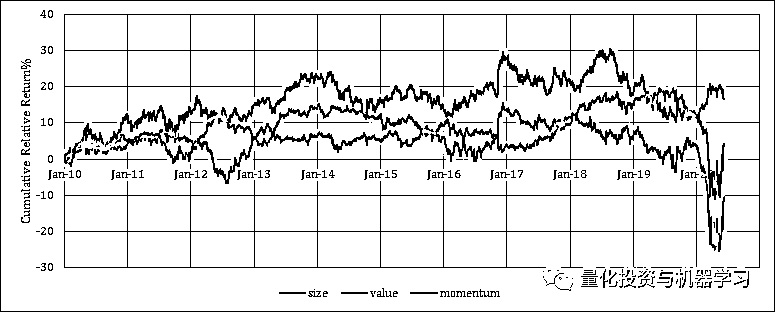 40
30
20
10
0
-10
-20
-30
Cumulative Relative Return%
Jan-10 Jan-11 Jan-12 Jan-13 Jan-14 Jan-15 Jan-16 Jan-17 Jan-18 Jan-19
size value momentum
量化投资与机器学习